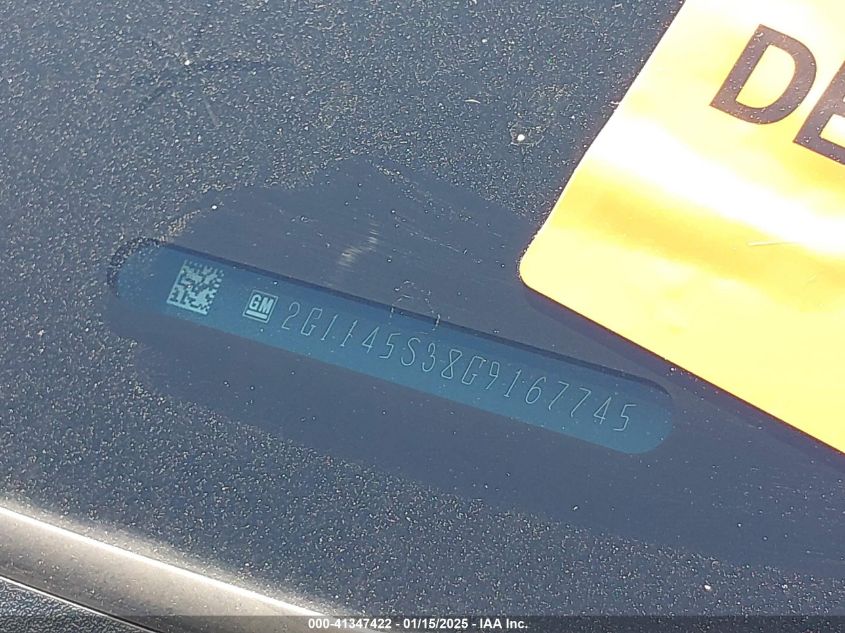 DE
GM
2G1145S38G9167745
000-41347422 - 01/15/2025 - IAA Inc.